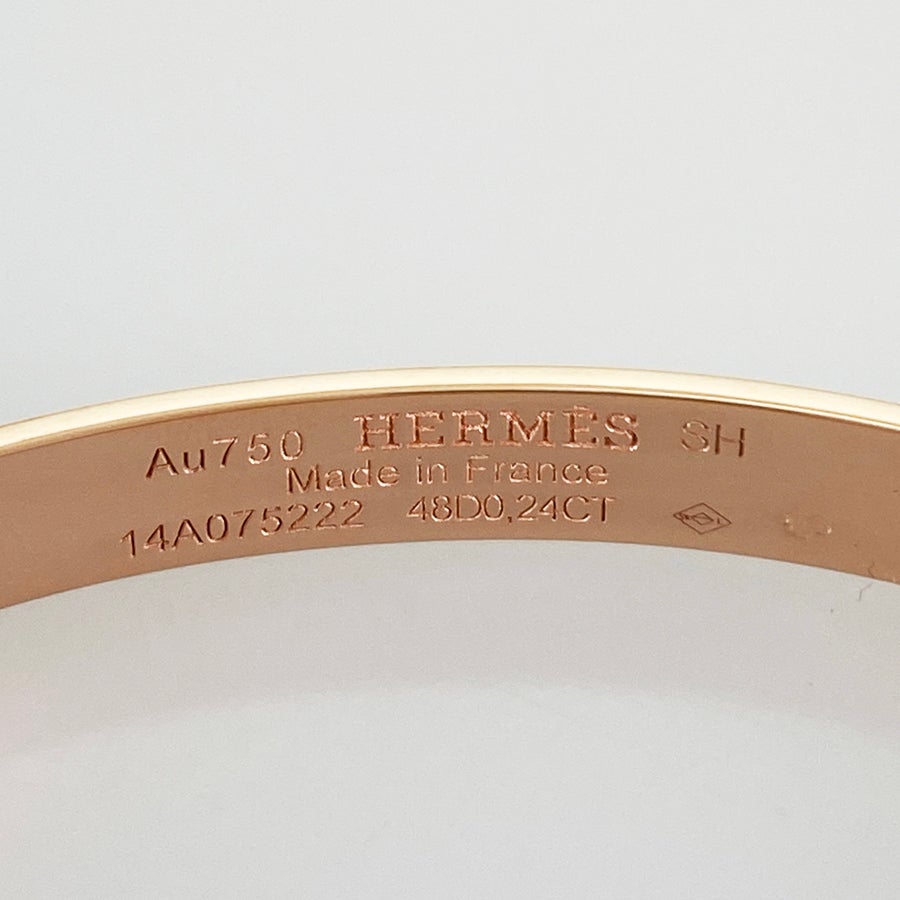 Au750 HERMÈS SH
Made in France
14A075222 48D0,24CT